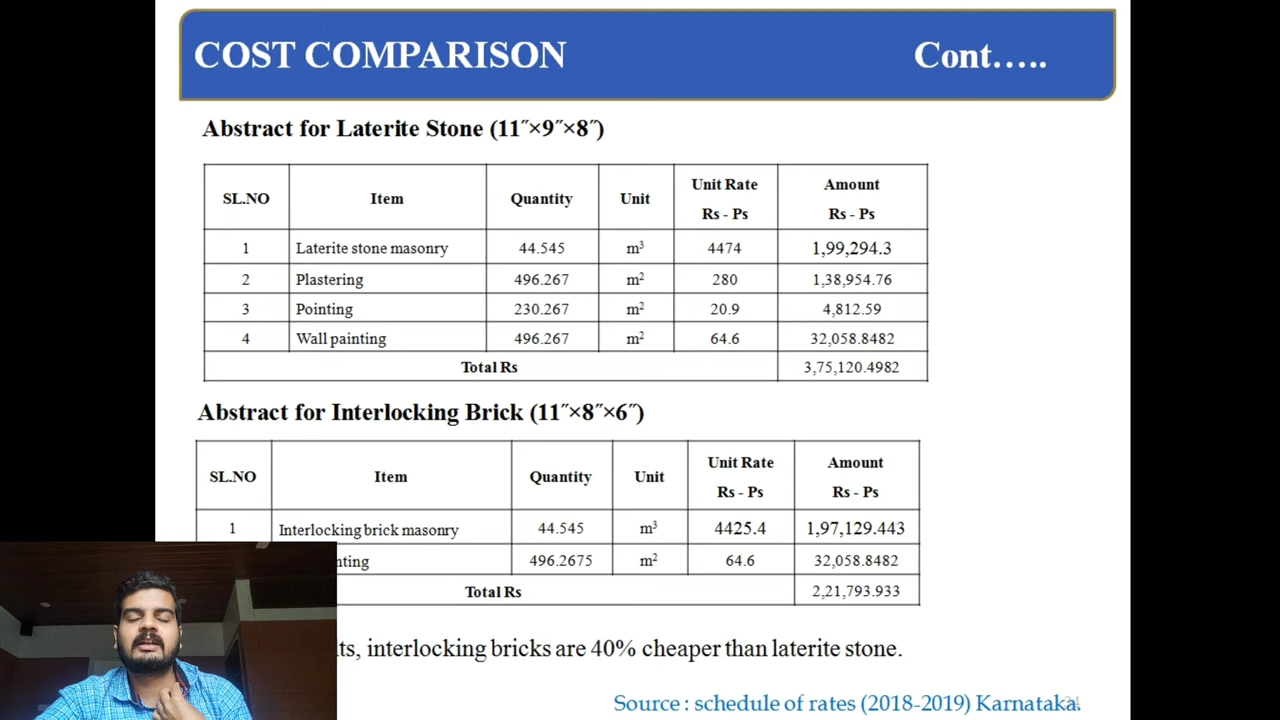 COST COMPARISON Cont…..
Abstract for Laterite Stone (11˝×9˝×8˝)
SL.NO Item Quantity Unit Unit Rate Rs - Ps Amount Rs - Ps
1 Laterite stone masonry 44.545 m³ 4474 1,99,294.3
2 Plastering 496.267 m² 280 1,38,954.76
3 Pointing 230.267 m² 20.9 4,812.59
4 Wall painting 496.267 m² 64.6 32,058.8482
Total Rs 3,75,120.4982
Abstract for Interlocking Brick (11˝×8˝×6˝)
SL.NO Item Quantity Unit Unit Rate Rs - Ps Amount Rs - Ps
1 Interlocking brick masonry 44.545 m³ 4425.4 1,97,129.443
496.2675 m² 64.6 32,058.8482
Total Rs 2,21,793.933
interlocking bricks are 40% cheaper than laterite stone.
Source : schedule of rates (2018-2019) Karnataka.